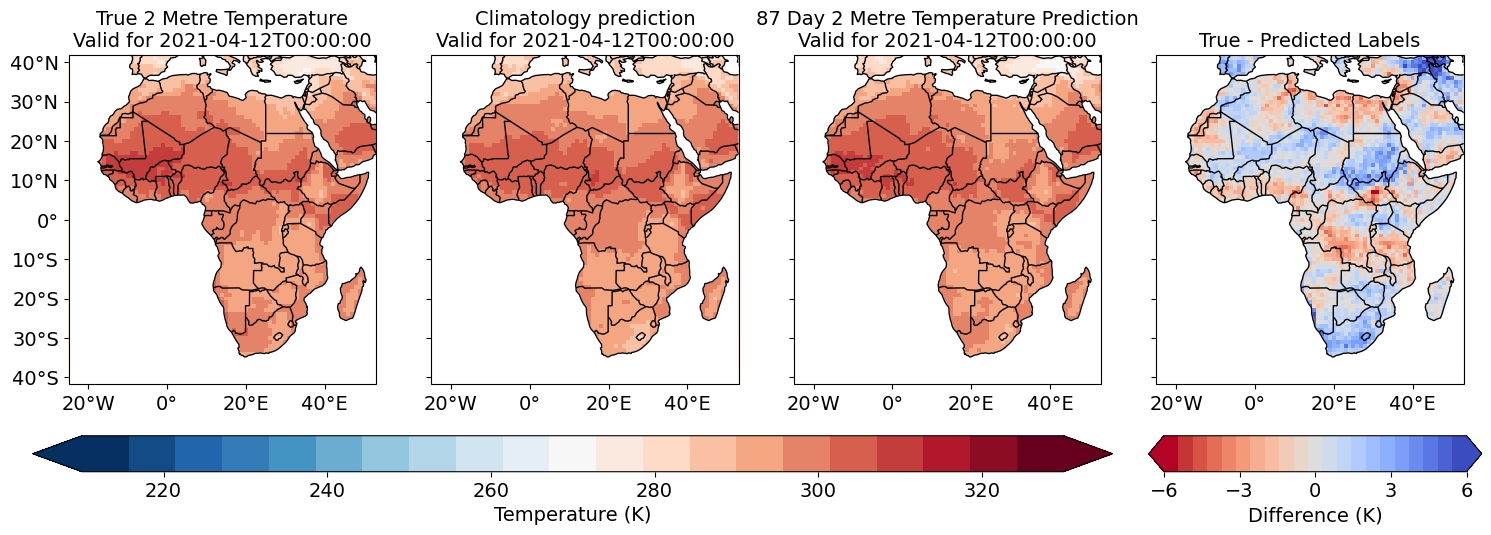 True 2 Metre Temperature
Valid for 2021-04-12T00:00:00
Climatology prediction
Valid for 2021-04-12T00:00:00
87 Day 2 Metre Temperature Prediction
Valid for 2021-04-12T00:00:00
True - Predicted Labels
40°N
30°N
20°N
10°N
0°
10°S
20°S
30°S
40°S
20°W 0° 20°E 40°E
20°W 0° 20°E 40°E
20°W 0° 20°E 40°E
20°W 0° 20°E 40°E
220 240 260 280 300 320
Temperature (K)
−6 −3 0 3 6
Difference (K)